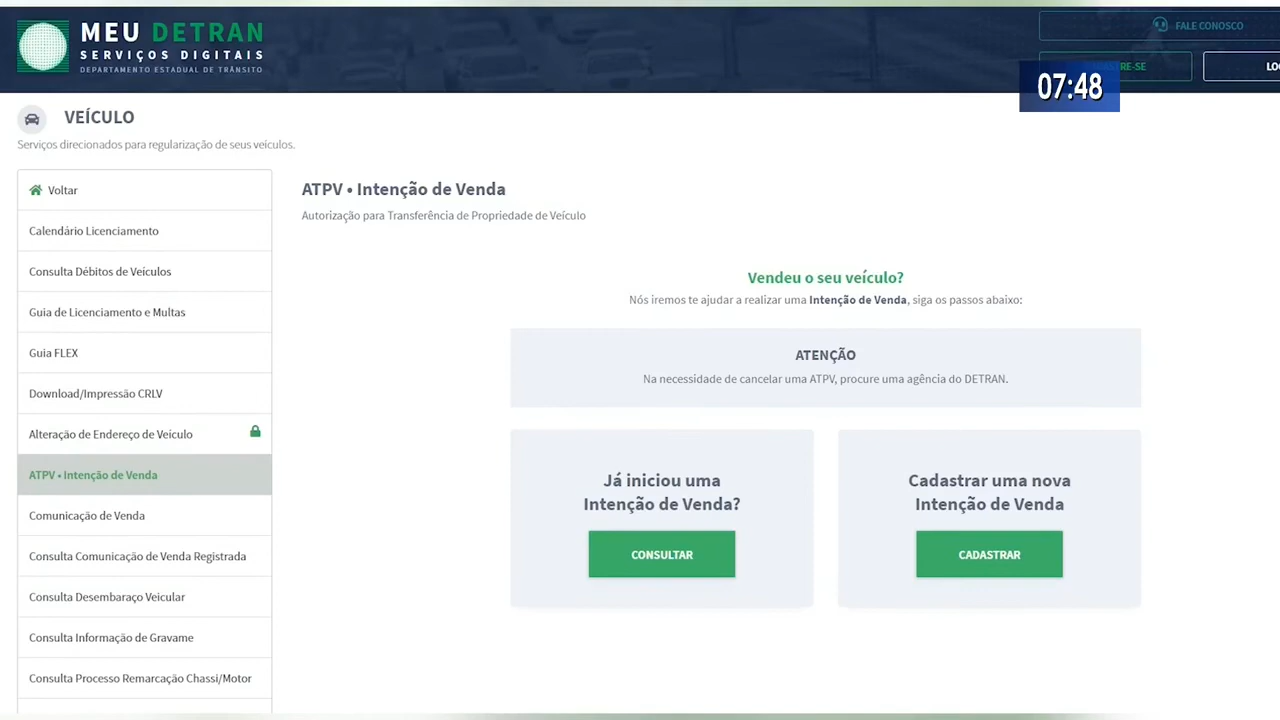 MEU DETRAN
SERVIÇOS DIGITAIS
DEPARTAMENTO ESTADUAL DE TRÂNSITO
FALE CONOSCO
RE-SE
LO
07:48
VEÍCULO
Serviços direcionados para regularização de seus veículos.
Voltar
Calendário Licenciamento
Consulta Débitos de Veículos
Guia de Licenciamento e Multas
Guia FLEX
Download/Impressão CRLV
Alteração de Endereço de Veículo
ATPV • Intenção de Venda
Comunicação de Venda
Consulta Comunicação de Venda Registrada
Consulta Desembaraço Veicular
Consulta Informação de Gravame
Consulta Processo Remarcação Chassi/Motor
ATPV • Intenção de Venda
Autorização para Transferência de Propriedade de Veículo
Vendeu o seu veículo?
Nós iremos te ajudar a realizar uma Intenção de Venda, siga os passos abaixo:
ATENÇÃO
Na necessidade de cancelar uma ATPV, procure uma agência do DETRAN.
Já iniciou uma
Intenção de Venda?
CONSULTAR
Cadastrar uma nova
Intenção de Venda
CADASTRAR